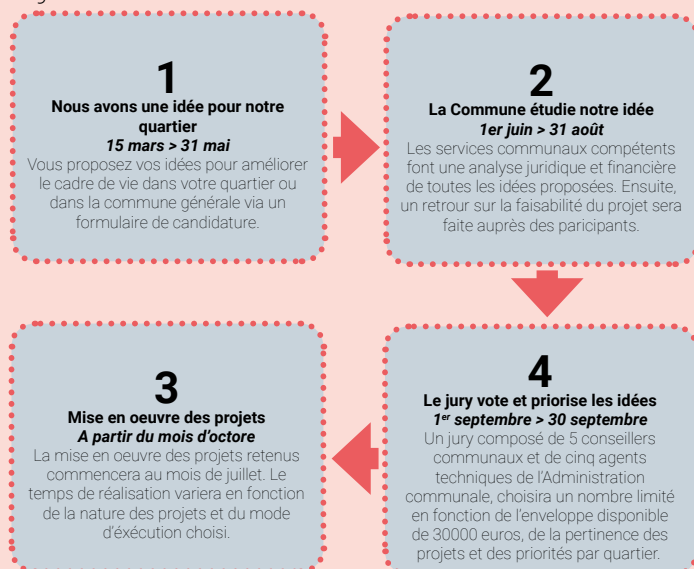 1
Nous avons une idée pour notre
quartier
15 mars > 31 mai
Vous proposez vos idées pour améliorer
le cadre de vie dans votre quartier ou
dans la commune générale via un
formulaire de candidature.
2
La Commune étudie notre idée
1er juin > 31 août
Les services communaux compétents
font une analyse juridique et financière
de toutes les idées proposées. Ensuite,
un retour sur la faisabilité du projet sera
faite auprès des paricipants.
3
Mise en oeuvre des projets
A partir du mois d'octore
La mise en oeuvre des projets retenus
commencera au mois de juillet. Le
temps de réalisation variera en fonction
de la nature des projets et du mode
d'éxécution choisi.
4
Le jury vote et priorise les idées
1er septembre > 30 septembre
Un jury composé de 5 conseillers
communaux et de cinq agents
techniques de l'Administration
communale, choisira un nombre limité
en fonction de l'enveloppe disponible
de 30000 euros, de la pertinence des
projets et des priorités par quartier.